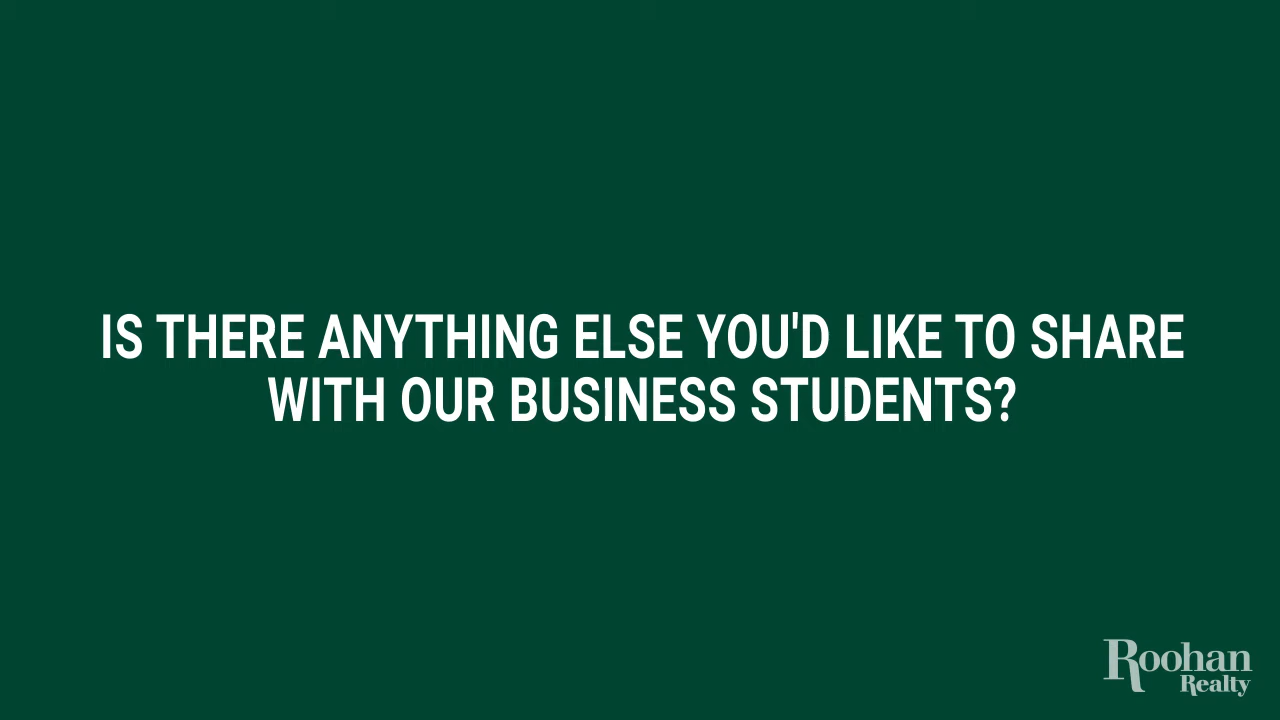 IS THERE ANYTHING ELSE YOU'D LIKE TO SHARE
WITH OUR BUSINESS STUDENTS?
Roohan
Realty